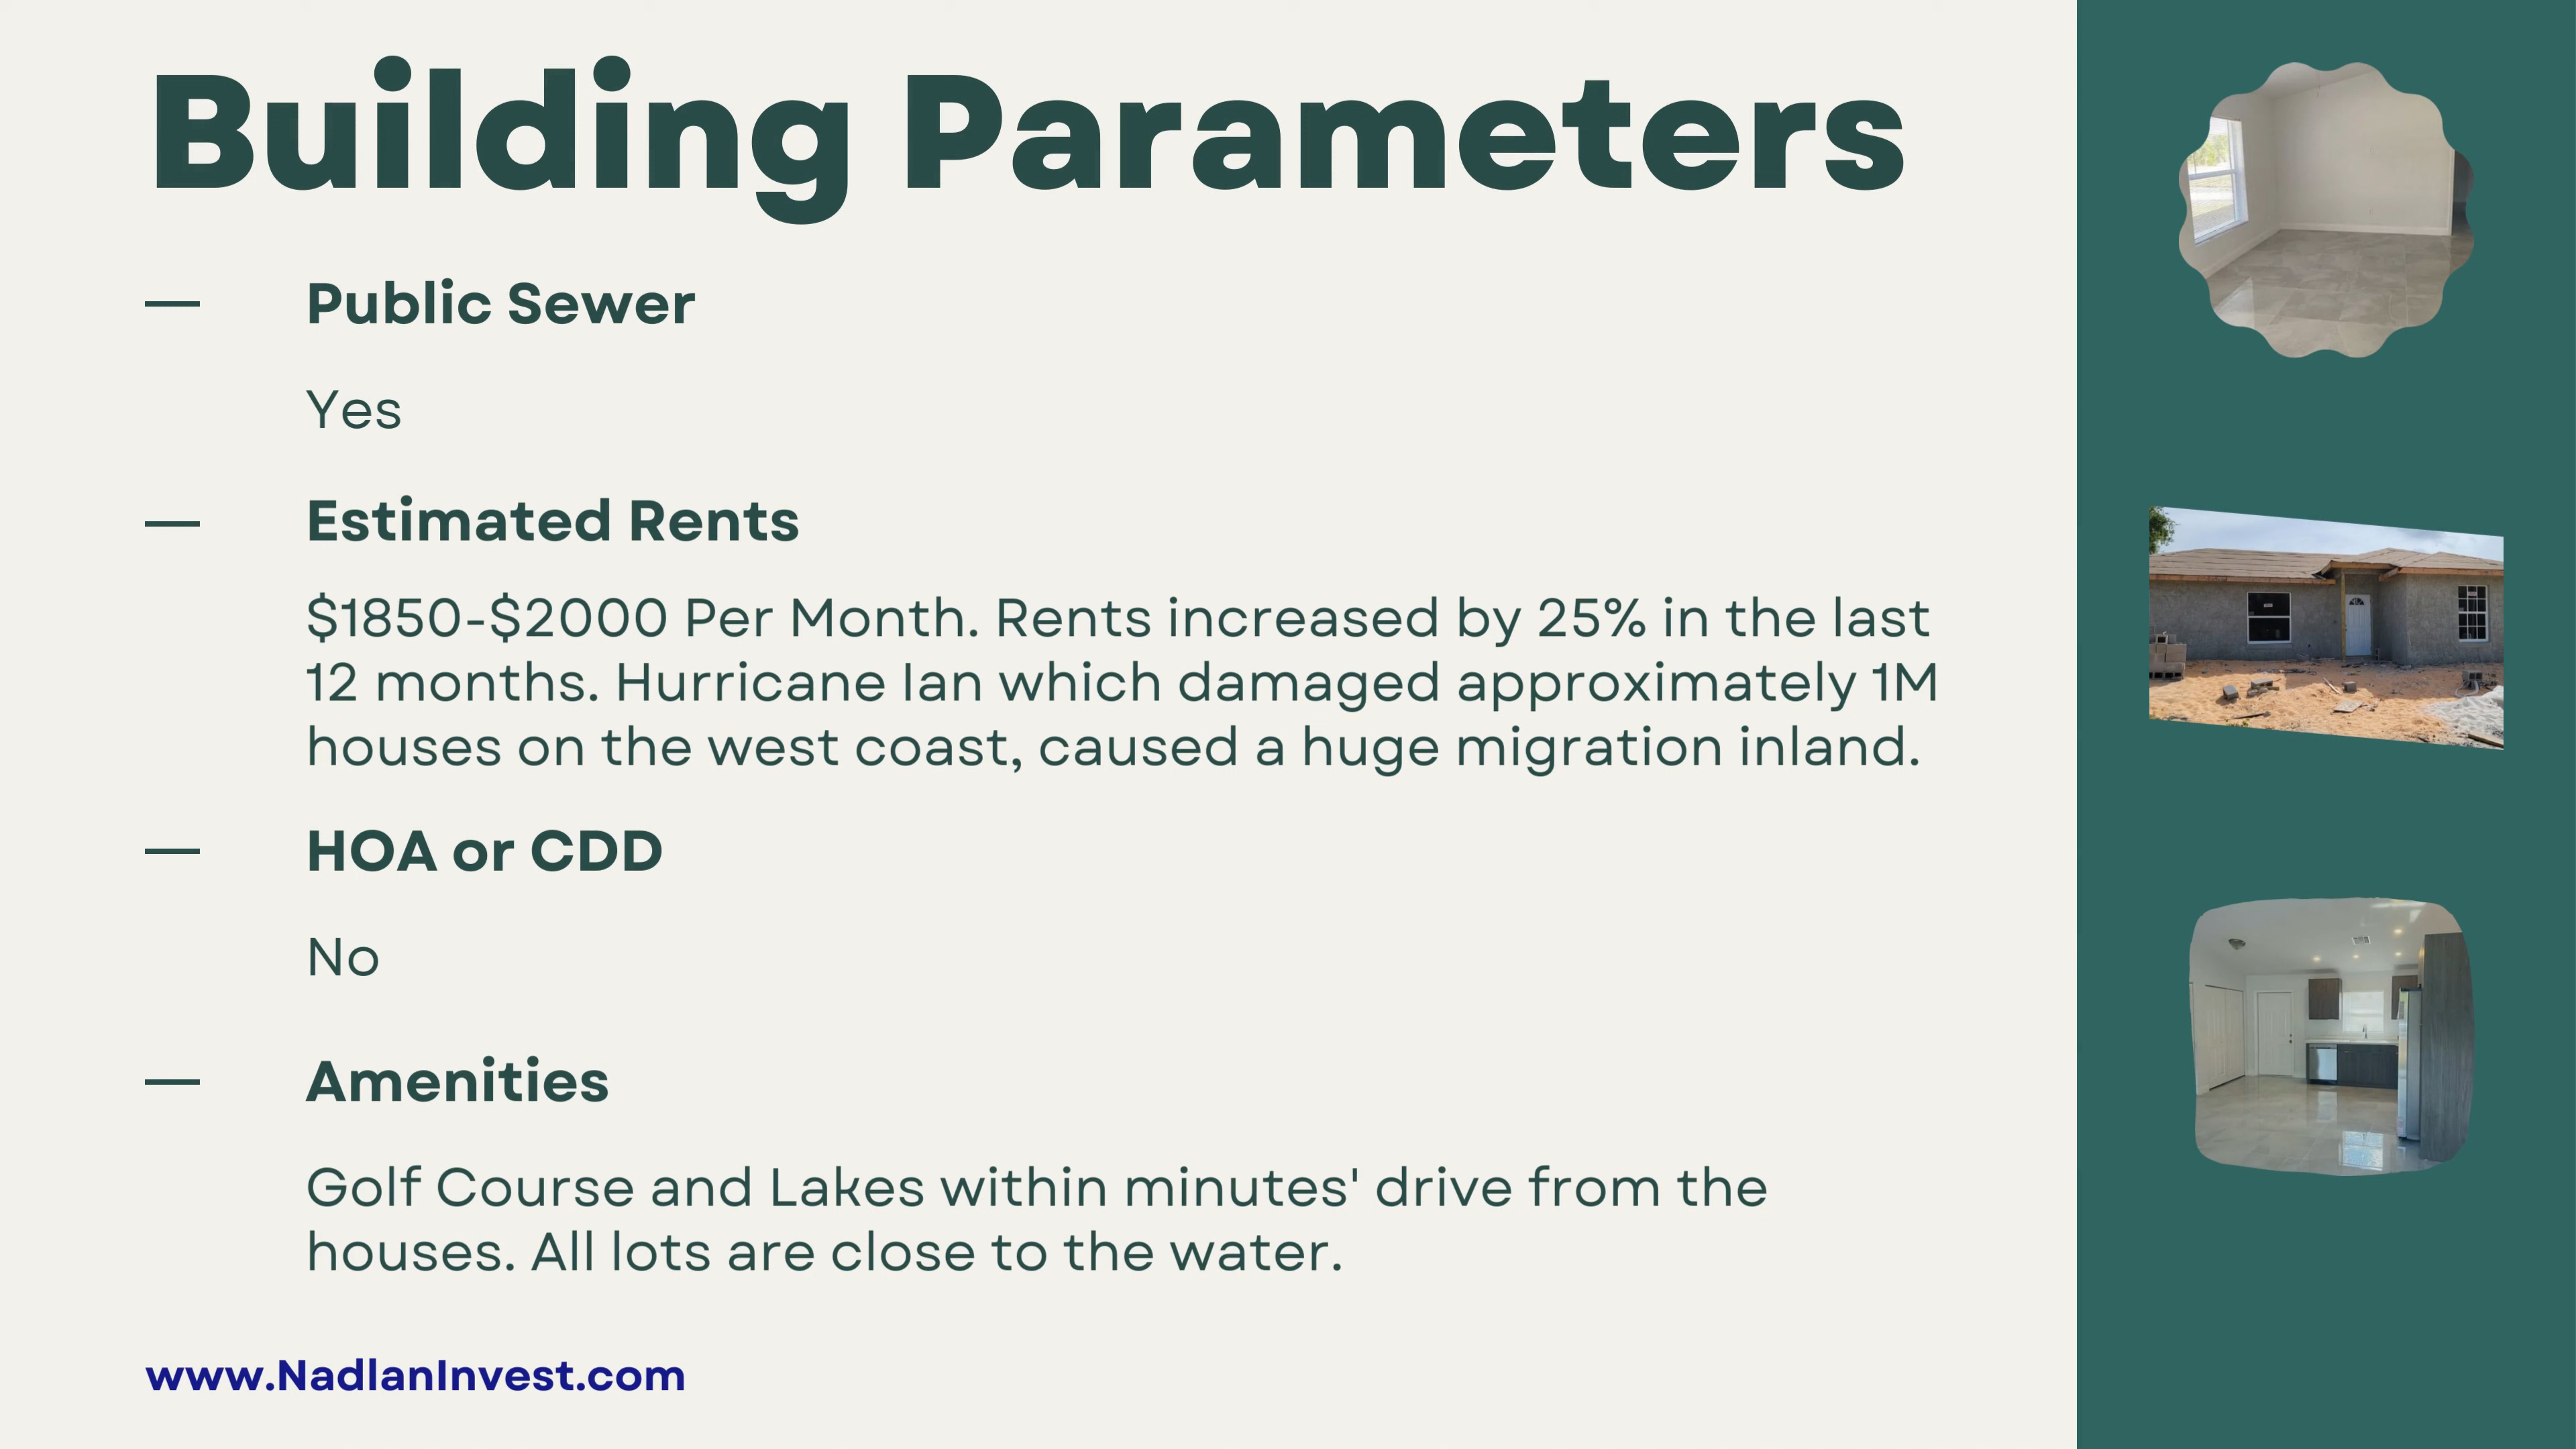 Building Parameters
Public Sewer
Yes
Estimated Rents
$1850-$2000 Per Month. Rents increased by 25% in the last
12 months. Hurricane Ian which damaged approximately 1M
houses on the west coast, caused a huge migration inland.
HOA or CDD
No
Amenities
Golf Course and Lakes within minutes' drive from the
houses. All lots are close to the water.
www.NadlanInvest.com